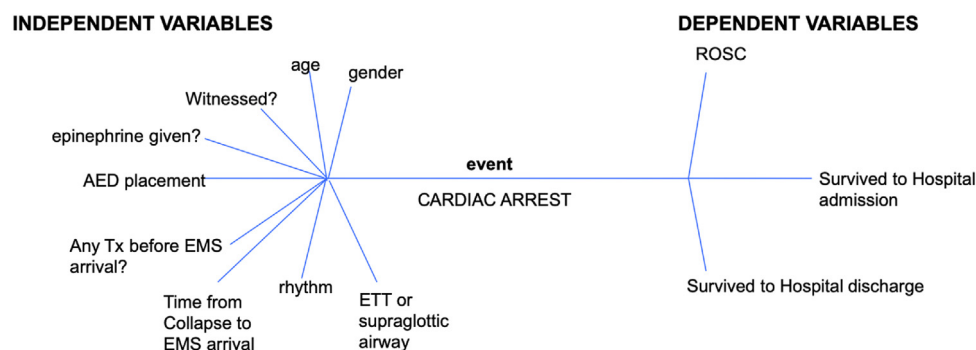 INDEPENDENT VARIABLES
DEPENDENT VARIABLES
age
gender
ROSC
Witnessed?
epinephrine given?
event
AED placement
CARDIAC ARREST
Survived to Hospital
admission
Any Tx before EMS
arrival?
rhythm
Time from
Collapse to
EMS arrival
ETT or
supraglottic
airway
Survived to Hospital discharge